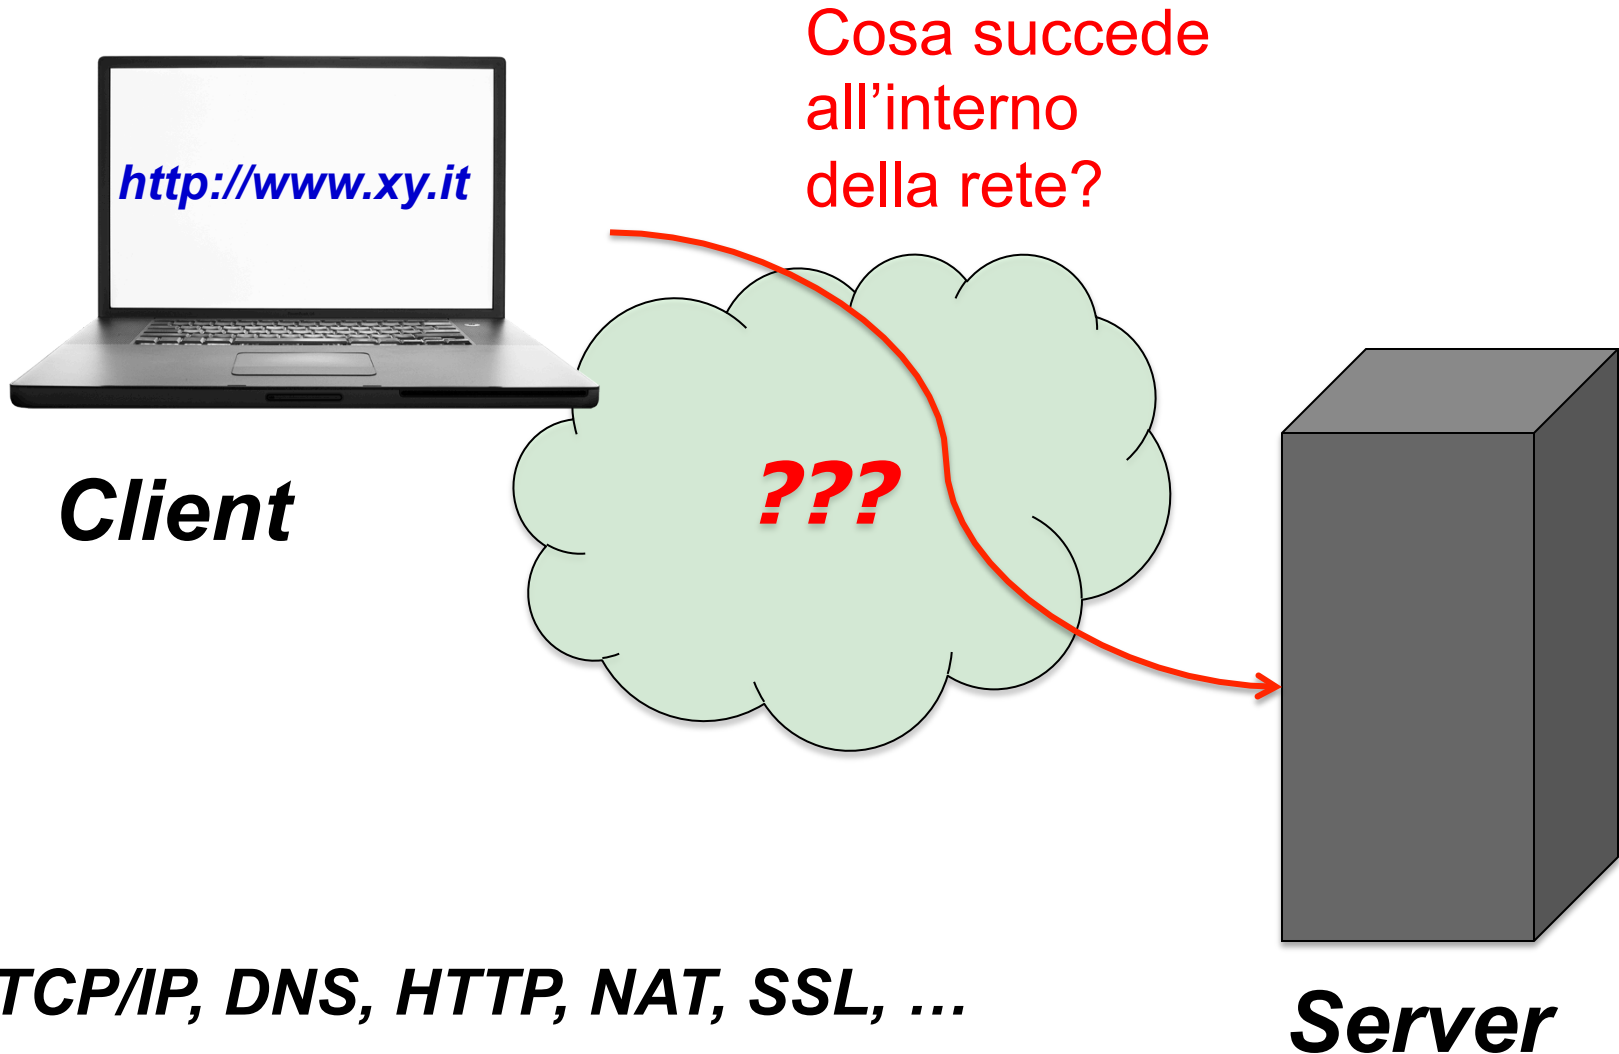 Cosa succede
all’interno
della rete?
http://www.xy.it
???
Client
TCP/IP, DNS, HTTP, NAT, SSL, …
Server